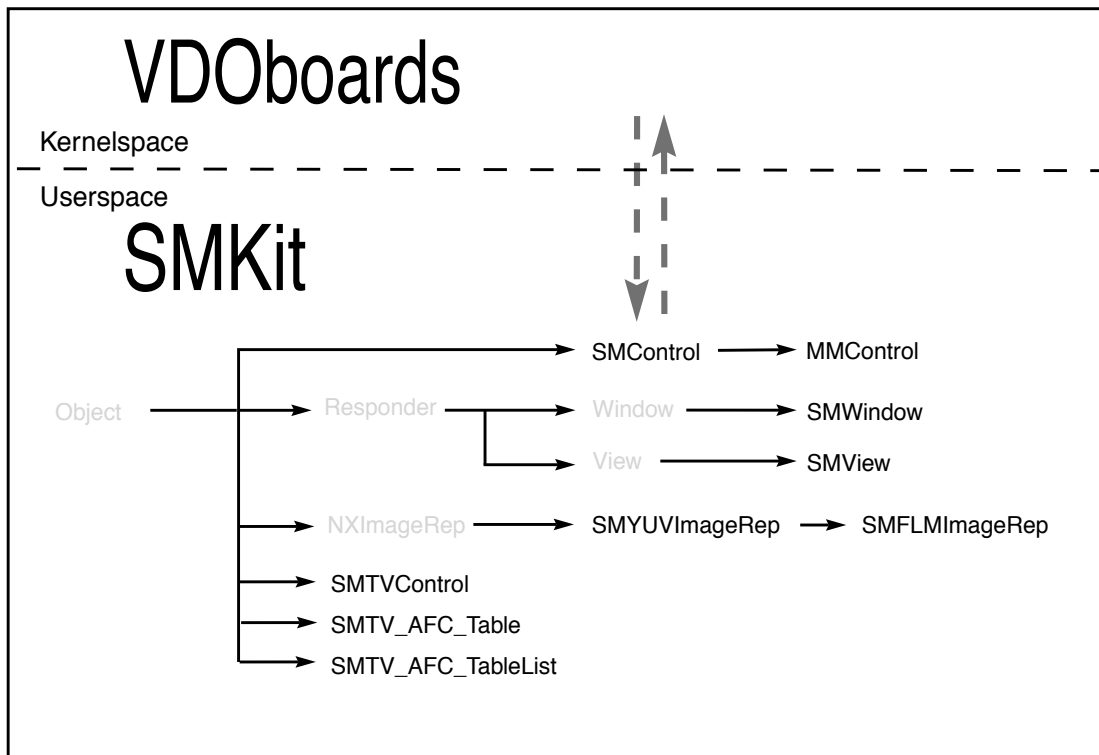 VDOboards
Kernelspace
Userspace
SMKit
SMControl MMControl
Object Responder Window SMWindow
View SMView
NXImageRep SMYUVImageRep SMFLMImageRep
SMTVControl
SMTV_AFC_Table
SMTV_AFC_TableList